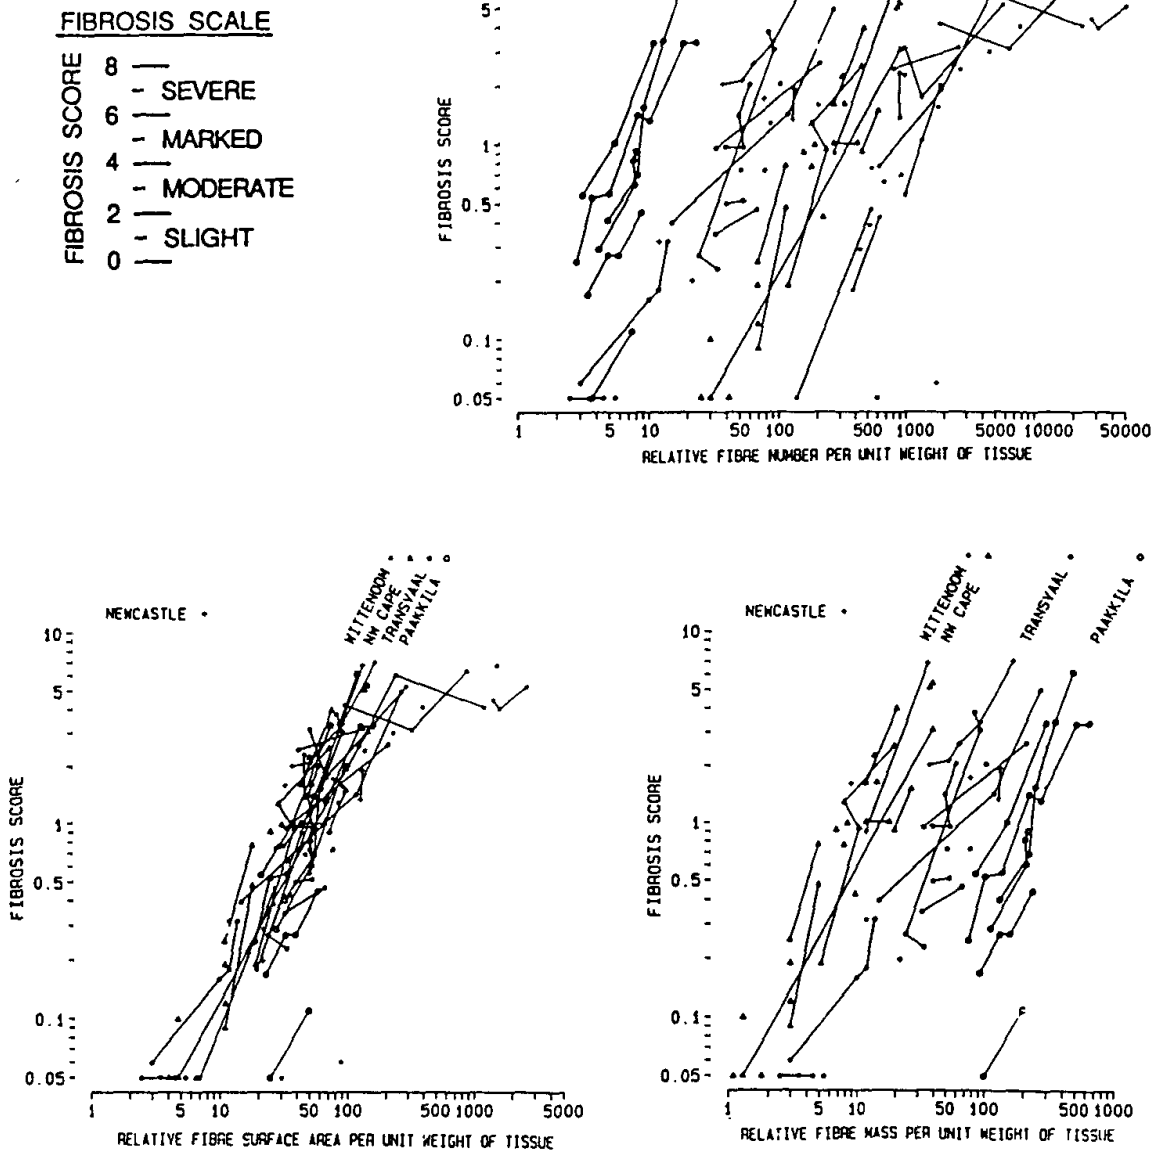 FIBROSIS SCALE
FIBROSIS SCORE
8
SEVERE
6
MARKED
4
MODERATE
2
SLIGHT
0
FIBROSIS SCORE
5
1
0.5
0.1
0.05
1 5 10 50 100 500 1000 5000 10000 50000
RELATIVE FIBRE NUMBER PER UNIT WEIGHT OF TISSUE
NEWCASTLE
WITTENOOM
NW CAPE
TRANSVAAL
PAAKKILA
FIBROSIS SCORE
10
5
1
0.5
0.1
0.05
1 5 10 50 100 500 1000 5000
RELATIVE FIBRE SURFACE AREA PER UNIT WEIGHT OF TISSUE
NEWCASTLE
WITTENOOM
NW CAPE
TRANSVAAL
PAAKKILA
FIBROSIS SCORE
10
5
1
0.5
0.1
0.05
1 5 10 50 100 500 1000
RELATIVE FIBRE MASS PER UNIT WEIGHT OF TISSUE